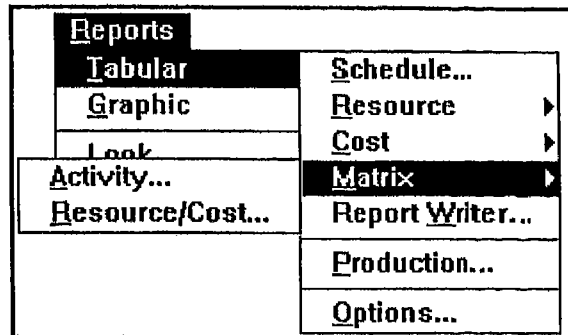 Reports
Tabular
Graphic
Look
Activity...
Resource/Cost...
Schedule...
Resource
Cost
Matrix
Report Writer...
Production...
Options...